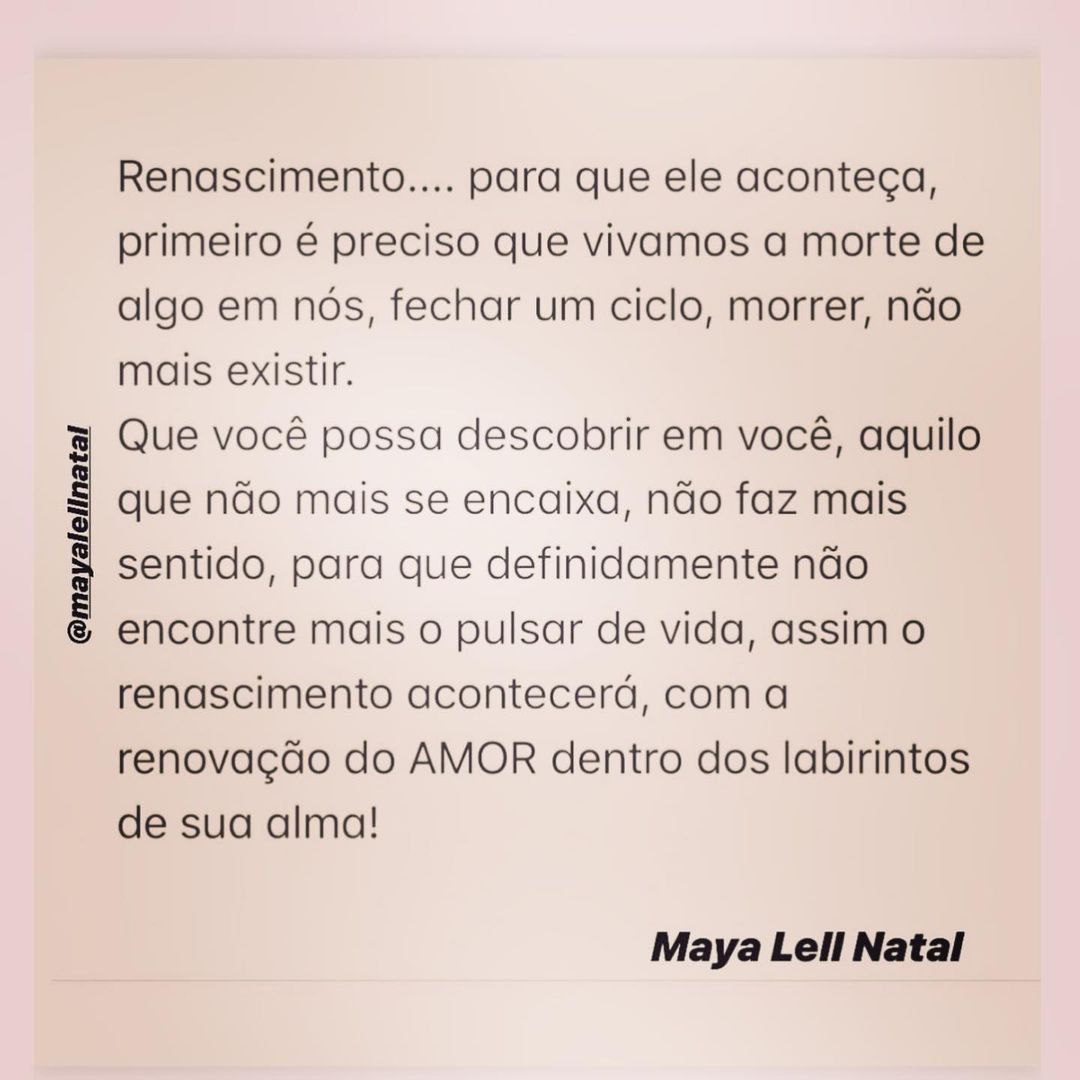 Renascimento.... para que ele aconteça,
primeiro é preciso que vivamos a morte de
algo em nós, fechar um ciclo, morrer, não
mais existir.
Que você possa descobrir em você, aquilo
que não mais se encaixa, não faz mais
sentido, para que definidamente não
encontre mais o pulsar de vida, assim o
renascimento acontecerá, com a
renovação do AMOR dentro dos labirintos
de sua alma!
@mayalellnatal
Maya Lell Natal